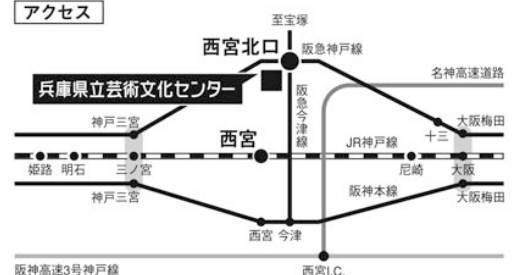 アクセス
至宝塚
西宮北口
阪急神戸線
名神高速道路
兵庫県立芸術文化センター
阪急今津線
神戸三宮
大阪梅田
十三
西宮
JR神戸線
姫路
明石
三ノ宮
尼崎
大阪
神戸三宮
阪神本線
大阪梅田
西宮
今津
阪神高速3号神戸線
西宮I.C.